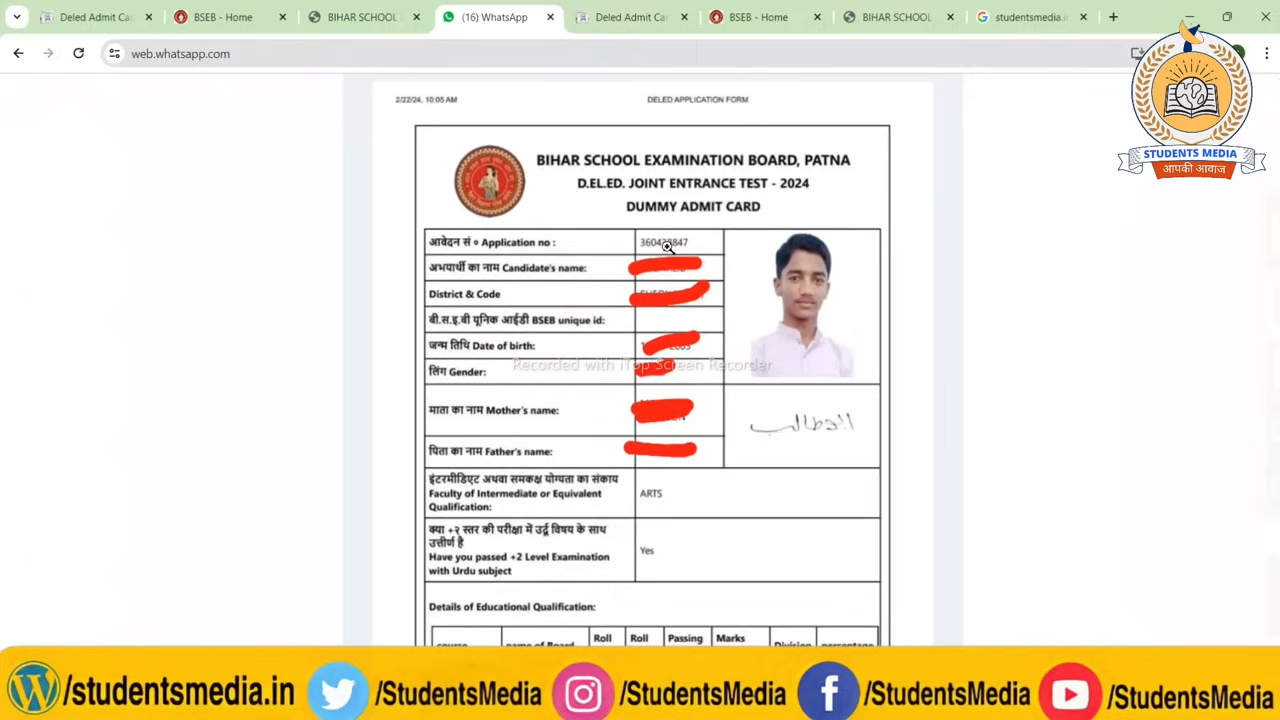 Deled Admit Car
BSEB - Home
BIHAR SCHOOL
(16) WhatsApp
Deled Admit Car
BSEB - Home
BIHAR SCHOOL
studentsmedia.in
web.whatsapp.com
STUDENTS MEDIA
आपकी आवाज
2/22/24, 10:05 AM
DELED APPLICATION FORM
BIHAR SCHOOL EXAMINATION BOARD, PATNA
D.EL.ED. JOINT ENTRANCE TEST - 2024
DUMMY ADMIT CARD
आवेदन सं ० Application no :
अभयार्थी का नाम Candidate's name:
District & Code
बी.स.इ.बी यूनिक आईडी BSEB unique id:
जन्म तिथि Date of birth:
Recorded with iTop Screen Recorder
लिंग Gender:
माता का नाम Mother's name:
ابوطالب
पिता का नाम Father's name:
इंटरमीडिएट अथवा समकक्ष योग्यता का संकाय
Faculty of Intermediate or Equivalent
Qualification:
ARTS
क्या +२ स्तर की परीक्षा में उर्दू विषय के साथ
उत्तीर्ण है
Have you passed +2 Level Examination
with Urdu subject
Yes
Details of Educational Qualification:
course
name of Board
Roll
Roll
Passing
Marks
Division
percentage
/studentsmedia.in
/StudentsMedia
/StudentsMedia
/StudentsMedia
/StudentsMedia